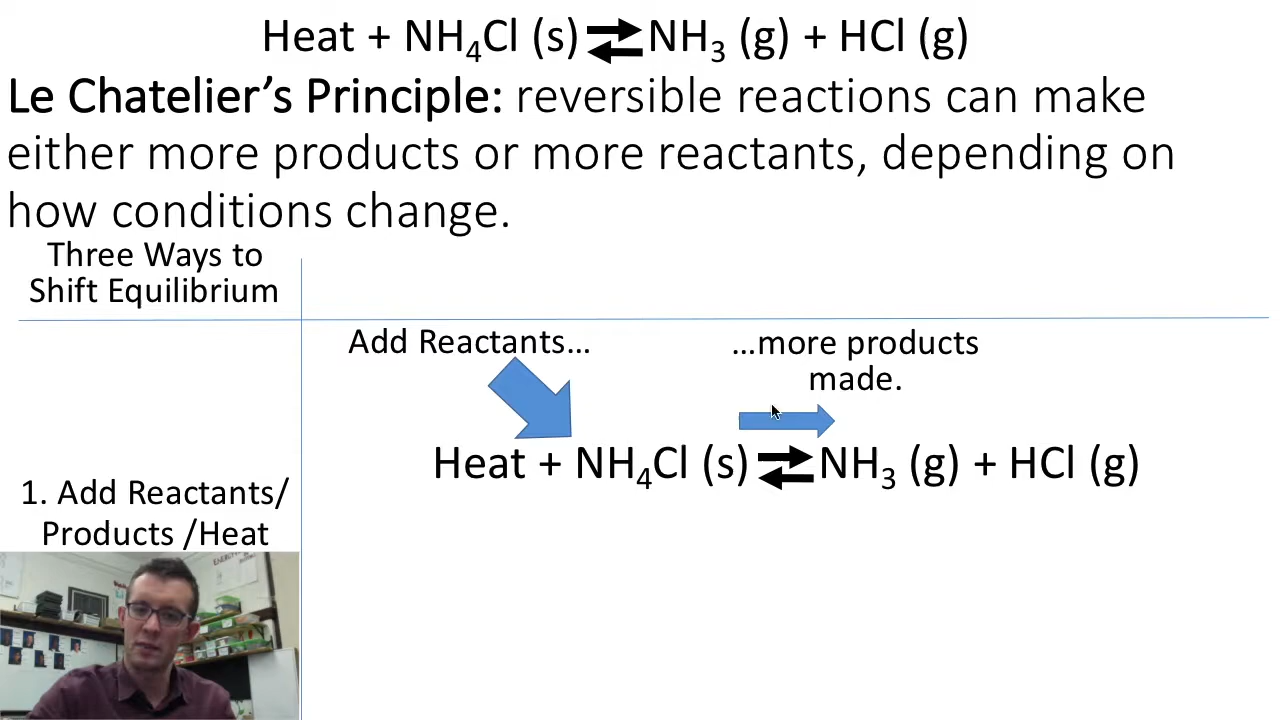 Heat + NH₄Cl (s) ⇄ NH₃ (g) + HCl (g)
Le Chatelier’s Principle: reversible reactions can make
either more products or more reactants, depending on
how conditions change.
Three Ways to
Shift Equilibrium
Add Reactants…
…more products
made.
Heat + NH₄Cl (s) ⇄ NH₃ (g) + HCl (g)
1. Add Reactants/
Products /Heat